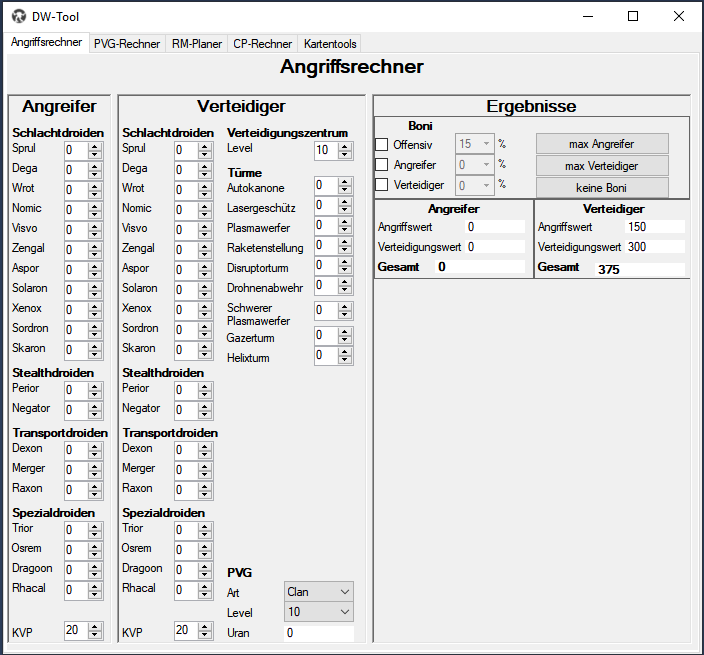 DW-Tool
Angriffsrechner PVG-Rechner RM-Planer CP-Rechner Kartentools
Angriffsrechner
Angreifer
Schlachtdroiden
Sprul 0
Dega 0
Wrot 0
Nomic 0
Visvo 0
Zengal 0
Aspor 0
Solaron 0
Xenox 0
Sordron 0
Skaron 0
Stealthdroiden
Perior 0
Negator 0
Transportdroiden
Dexon 0
Merger 0
Raxon 0
Spezialdroiden
Trior 0
Osrem 0
Dragoon 0
Rhacal 0
KVP 20
Verteidiger
Schlachtdroiden
Sprul 0
Dega 0
Wrot 0
Nomic 0
Visvo 0
Zengal 0
Aspor 0
Solaron 0
Xenox 0
Sordron 0
Skaron 0
Stealthdroiden
Perior 0
Negator 0
Transportdroiden
Dexon 0
Merger 0
Raxon 0
Spezialdroiden
Trior 0
Osrem 0
Dragoon 0
Rhacal 0
KVP 20
Verteidigungszentrum
Level 10
Türme
Autokanone 0
Lasergeschütz 0
Plasmawerfer 0
Raketenstellung 0
Disruptorturm 0
Drohnenabwehr 0
Schwerer
Plasmawerfer 0
Gazerturm 0
Helixturm 0
PVG
Art Clan
Level 10
Uran 0
Ergebnisse
Boni
Offensiv 15 % max Angreifer
Angreifer 0 % max Verteidiger
Verteidiger 0 % keine Boni
Angreifer
Angriffswert 0
Verteidigungswert 0
Gesamt 0
Verteidiger
Angriffswert 150
Verteidigungswert 300
Gesamt 375